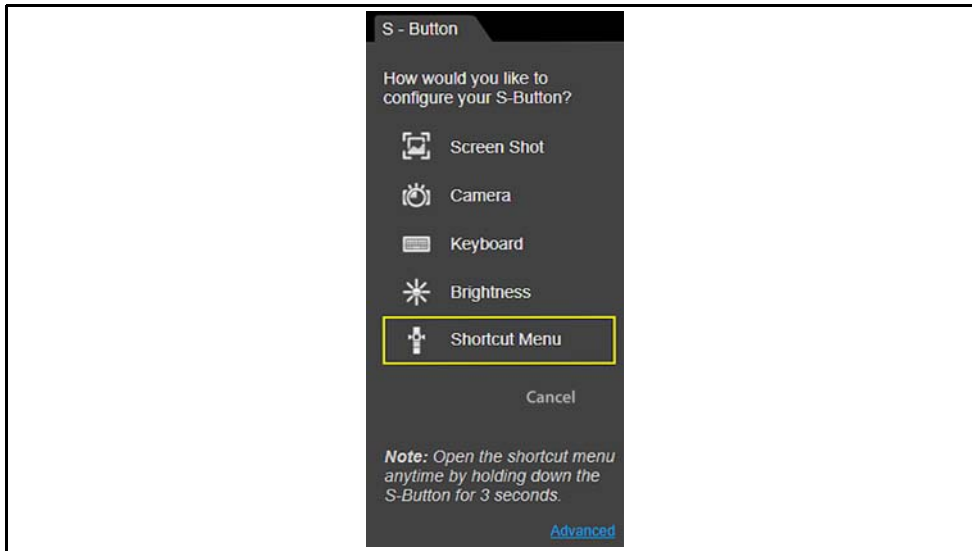 S - Button
How would you like to
configure your S-Button?
Screen Shot
Camera
Keyboard
Brightness
Shortcut Menu
Cancel
Note: Open the shortcut menu
anytime by holding down the
S-Button for 3 seconds.
Advanced